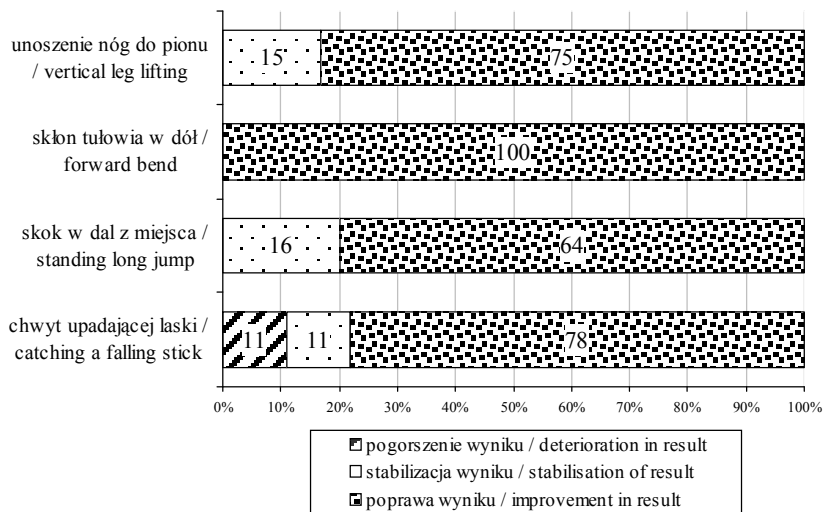 unoszenie nóg do pionu
/ vertical leg lifting
15
75
skłon tułowia w dół /
forward bend
100
skok w dal z miejsca /
standing long jump
16
64
chwyt upadającej laski /
catching a falling stick
11
11
78
0% 10% 20% 30% 40% 50% 60% 70% 80% 90% 100%
pogorszenie wyniku / deterioration in result
stabilizacja wyniku / stabilisation of result
poprawa wyniku / improvement in result